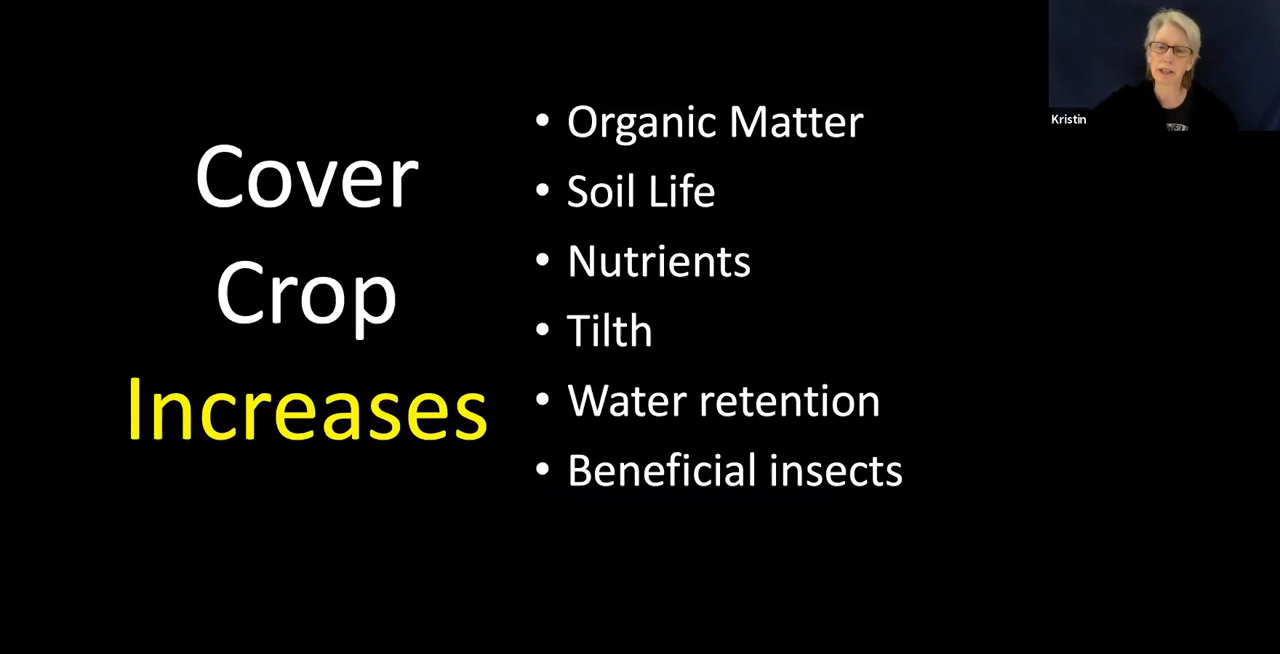 Cover
Crop
Increases
• Organic Matter
• Soil Life
• Nutrients
• Tilth
• Water retention
• Beneficial insects
Kristin